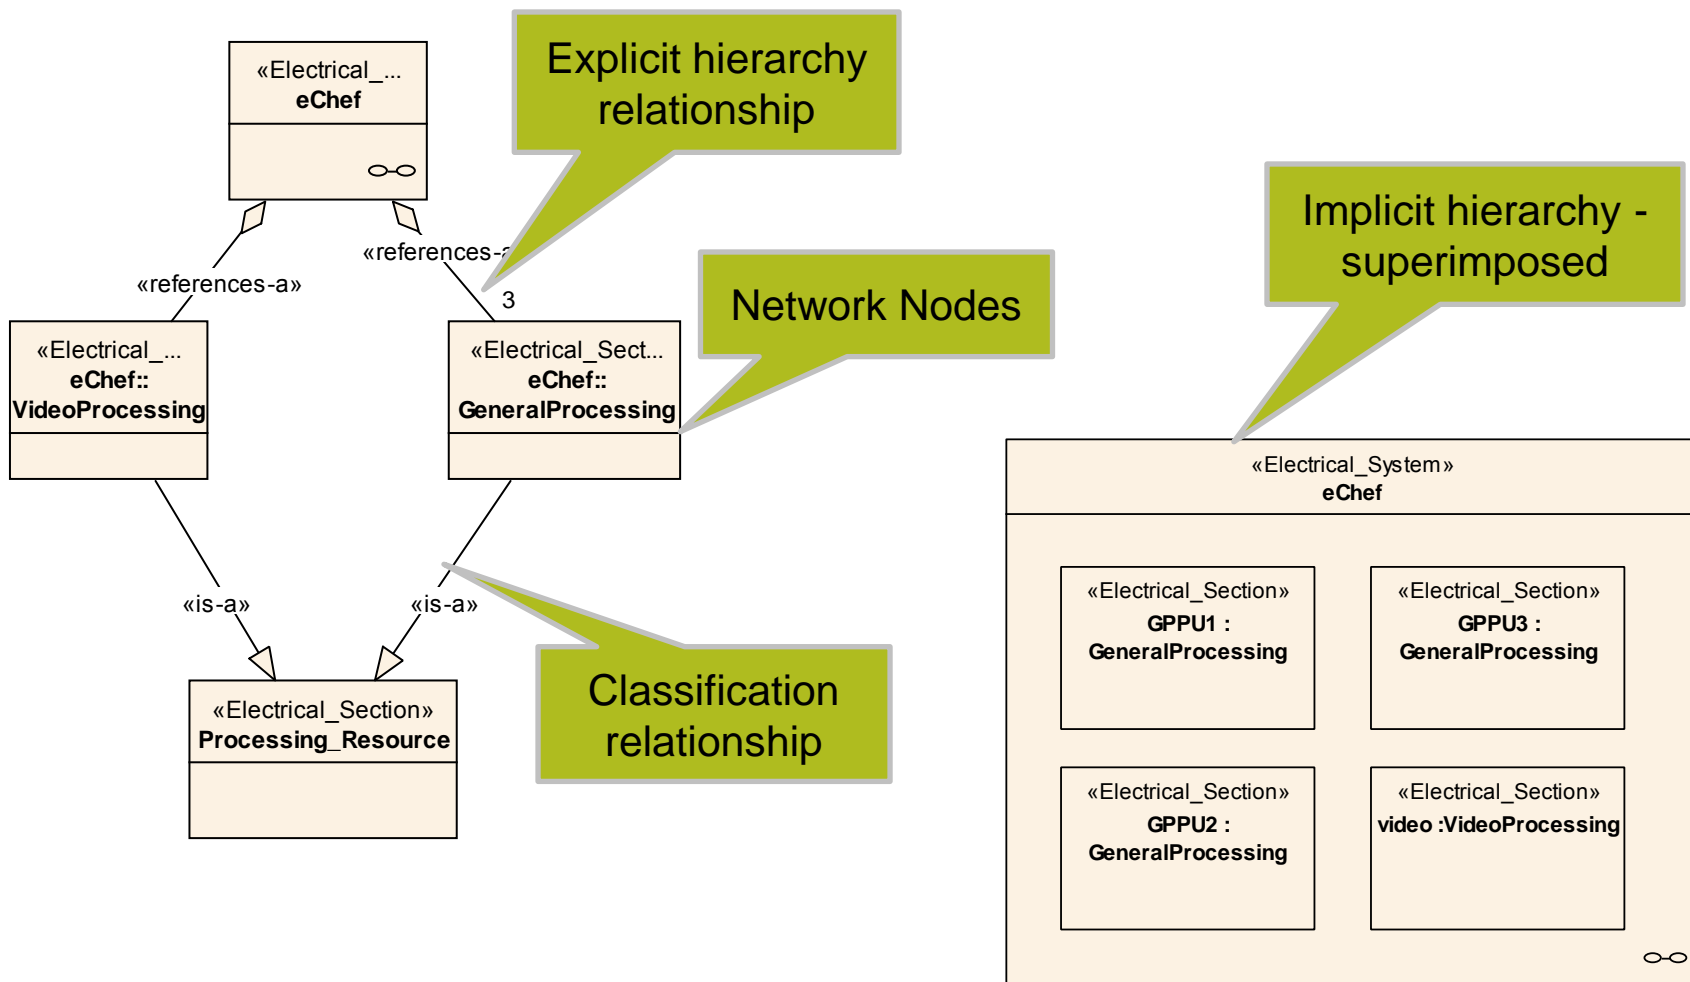 «Electrical_...
eChef
Explicit hierarchy
relationship
«references-a
«references-a»
3
Network Nodes
Implicit hierarchy -
superimposed
«Electrical_...
eChef::
VideoProcessing
«Electrical_Sect...
eChef::
GeneralProcessing
«is-a»
«is-a»
Classification
relationship
«Electrical_Section»
Processing_Resource
«Electrical_System»
eChef
«Electrical_Section»
GPPU1 :
GeneralProcessing
«Electrical_Section»
GPPU3 :
GeneralProcessing
«Electrical_Section»
GPPU2 :
GeneralProcessing
«Electrical_Section»
video :VideoProcessing